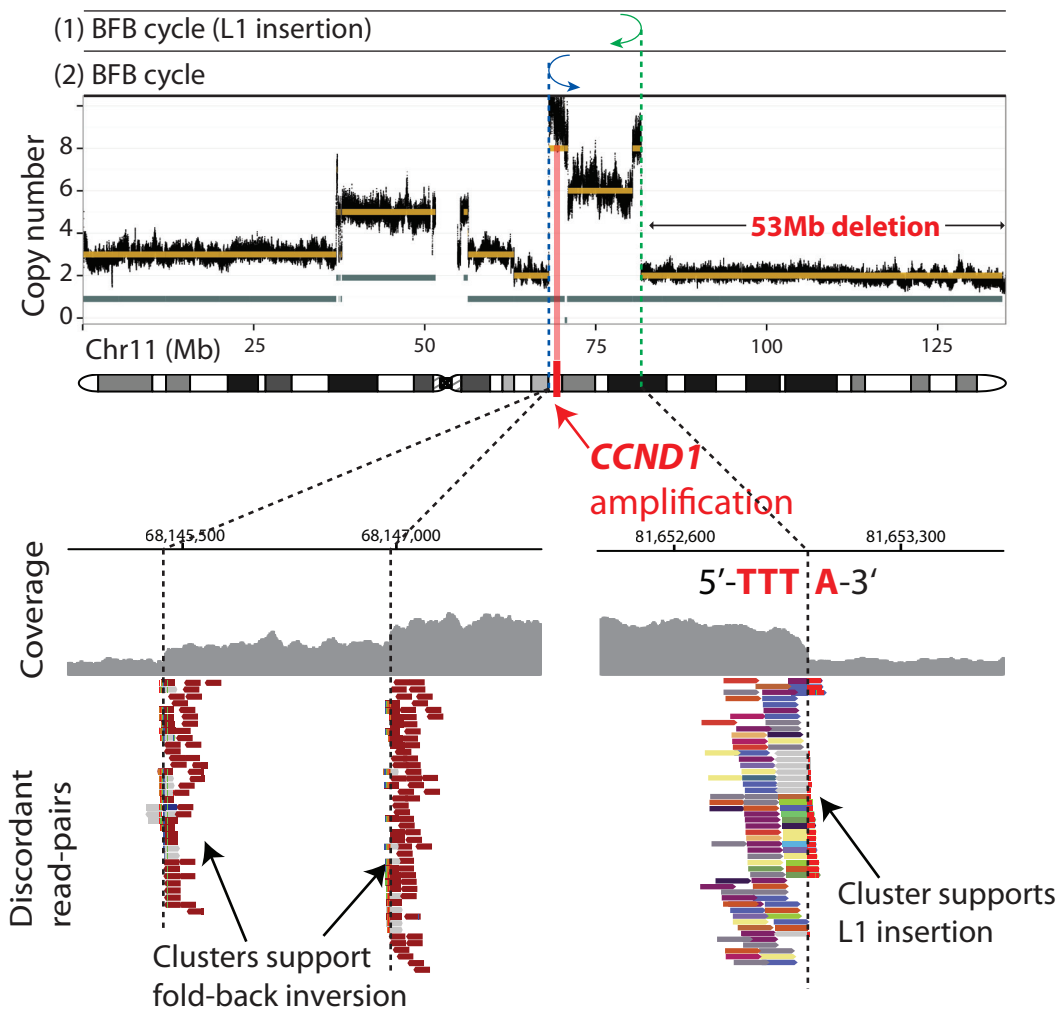 (1) BFB cycle (L1 insertion)
(2) BFB cycle
Copy number
8
6
4
2
0
53Mb deletion
Chr11 (Mb)
25
50
75
100
125
CCND1
amplification
68,145,500
68,147,000
81,652,600
81,653,300
5'-TTT A-3‘
Coverage
Discordant
read-pairs
Clusters support
fold-back inversion
Cluster supports
L1 insertion